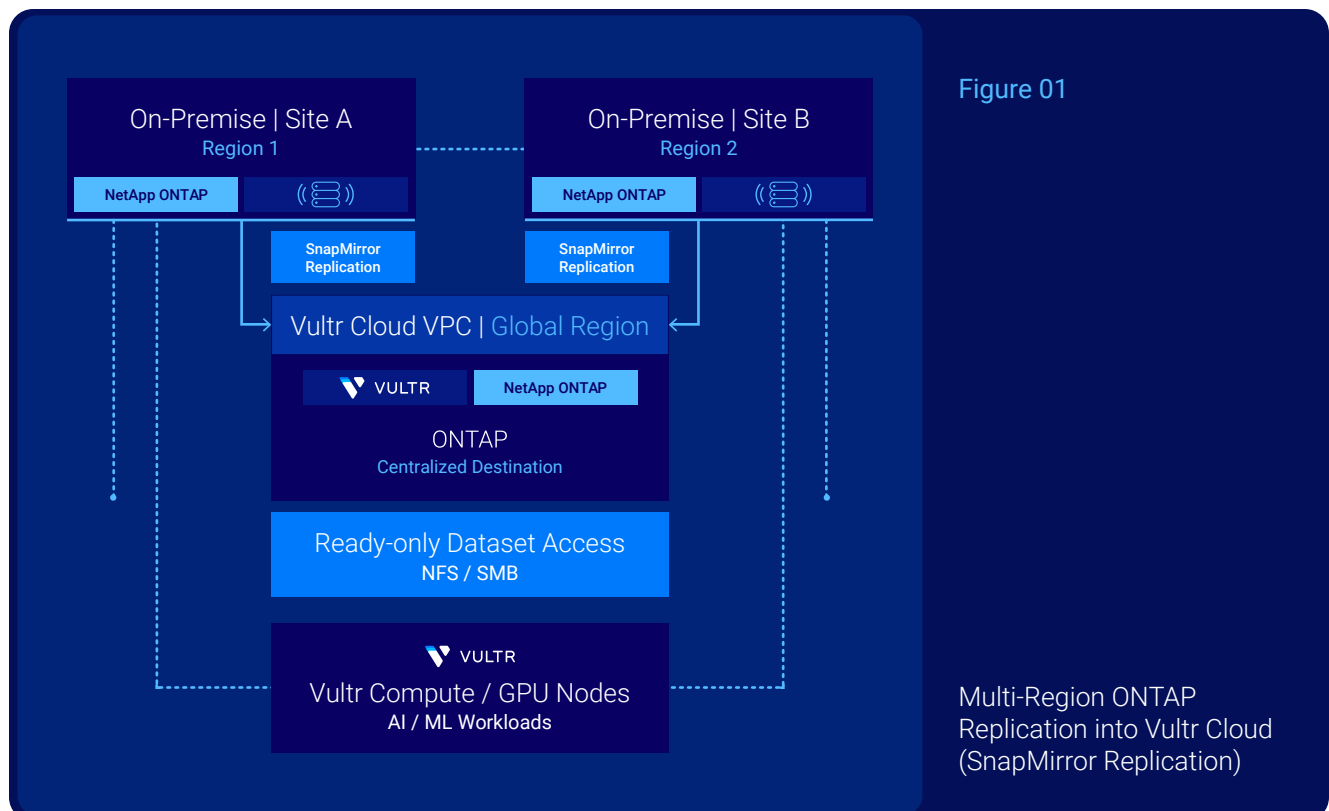 Figure 01
On-Premise | Site A
Region 1
NetApp ONTAP
On-Premise | Site B
Region 2
NetApp ONTAP
SnapMirror
Replication
SnapMirror
Replication
Vultr Cloud VPC | Global Region
VULTR
NetApp ONTAP
ONTAP
Centralized Destination
Ready-only Dataset Access
NFS / SMB
VULTR
Vultr Compute / GPU Nodes
AI / ML Workloads
Multi-Region ONTAP
Replication into Vultr Cloud
(SnapMirror Replication)